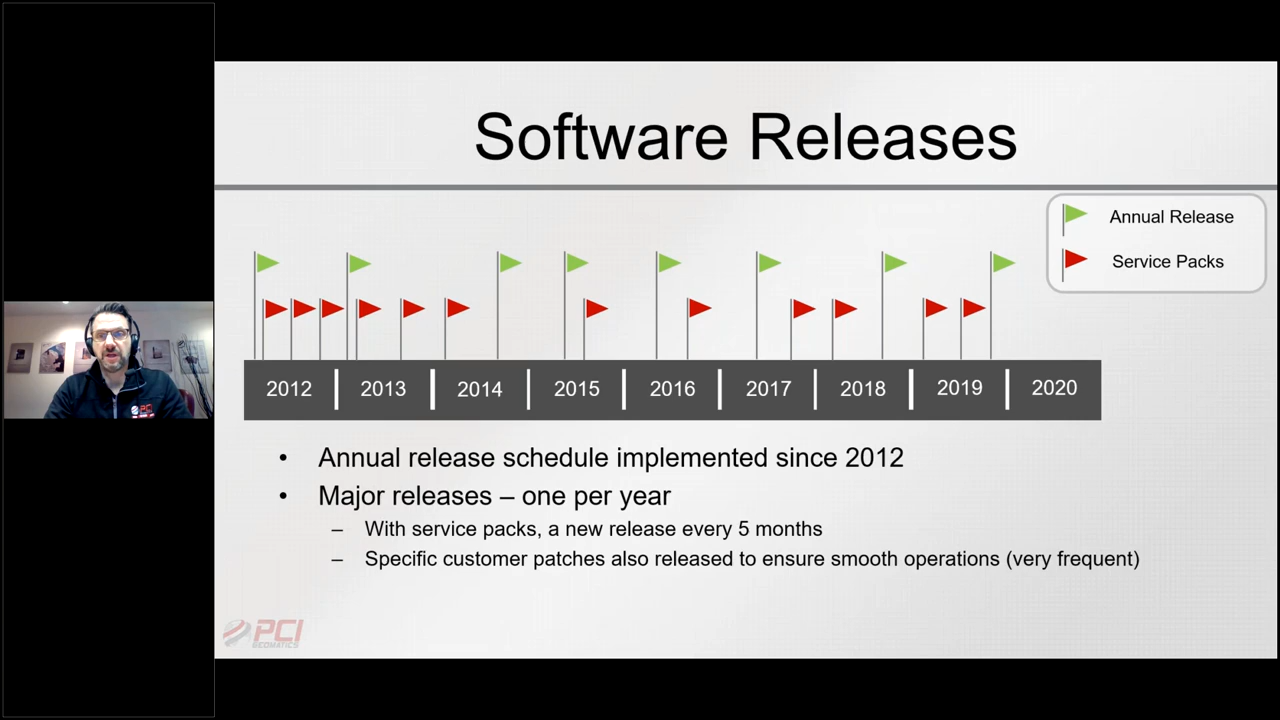 Software Releases
Annual Release
Service Packs
2012 2013 2014 2015 2016 2017 2018 2019 2020
• Annual release schedule implemented since 2012
• Major releases – one per year
– With service packs, a new release every 5 months
– Specific customer patches also released to ensure smooth operations (very frequent)
PCI
GEOMATICS
PCI